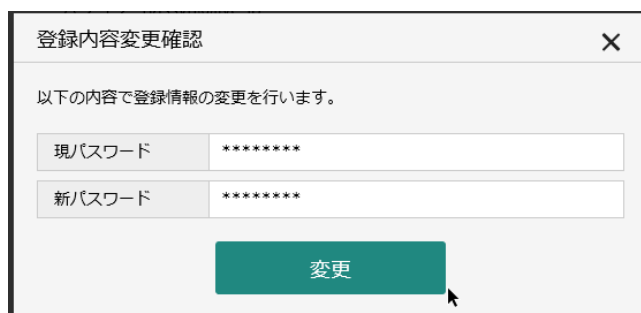 登録内容変更確認
以下の内容で登録情報の変更を行います。
現パスワード ********
新パスワード ********
変更